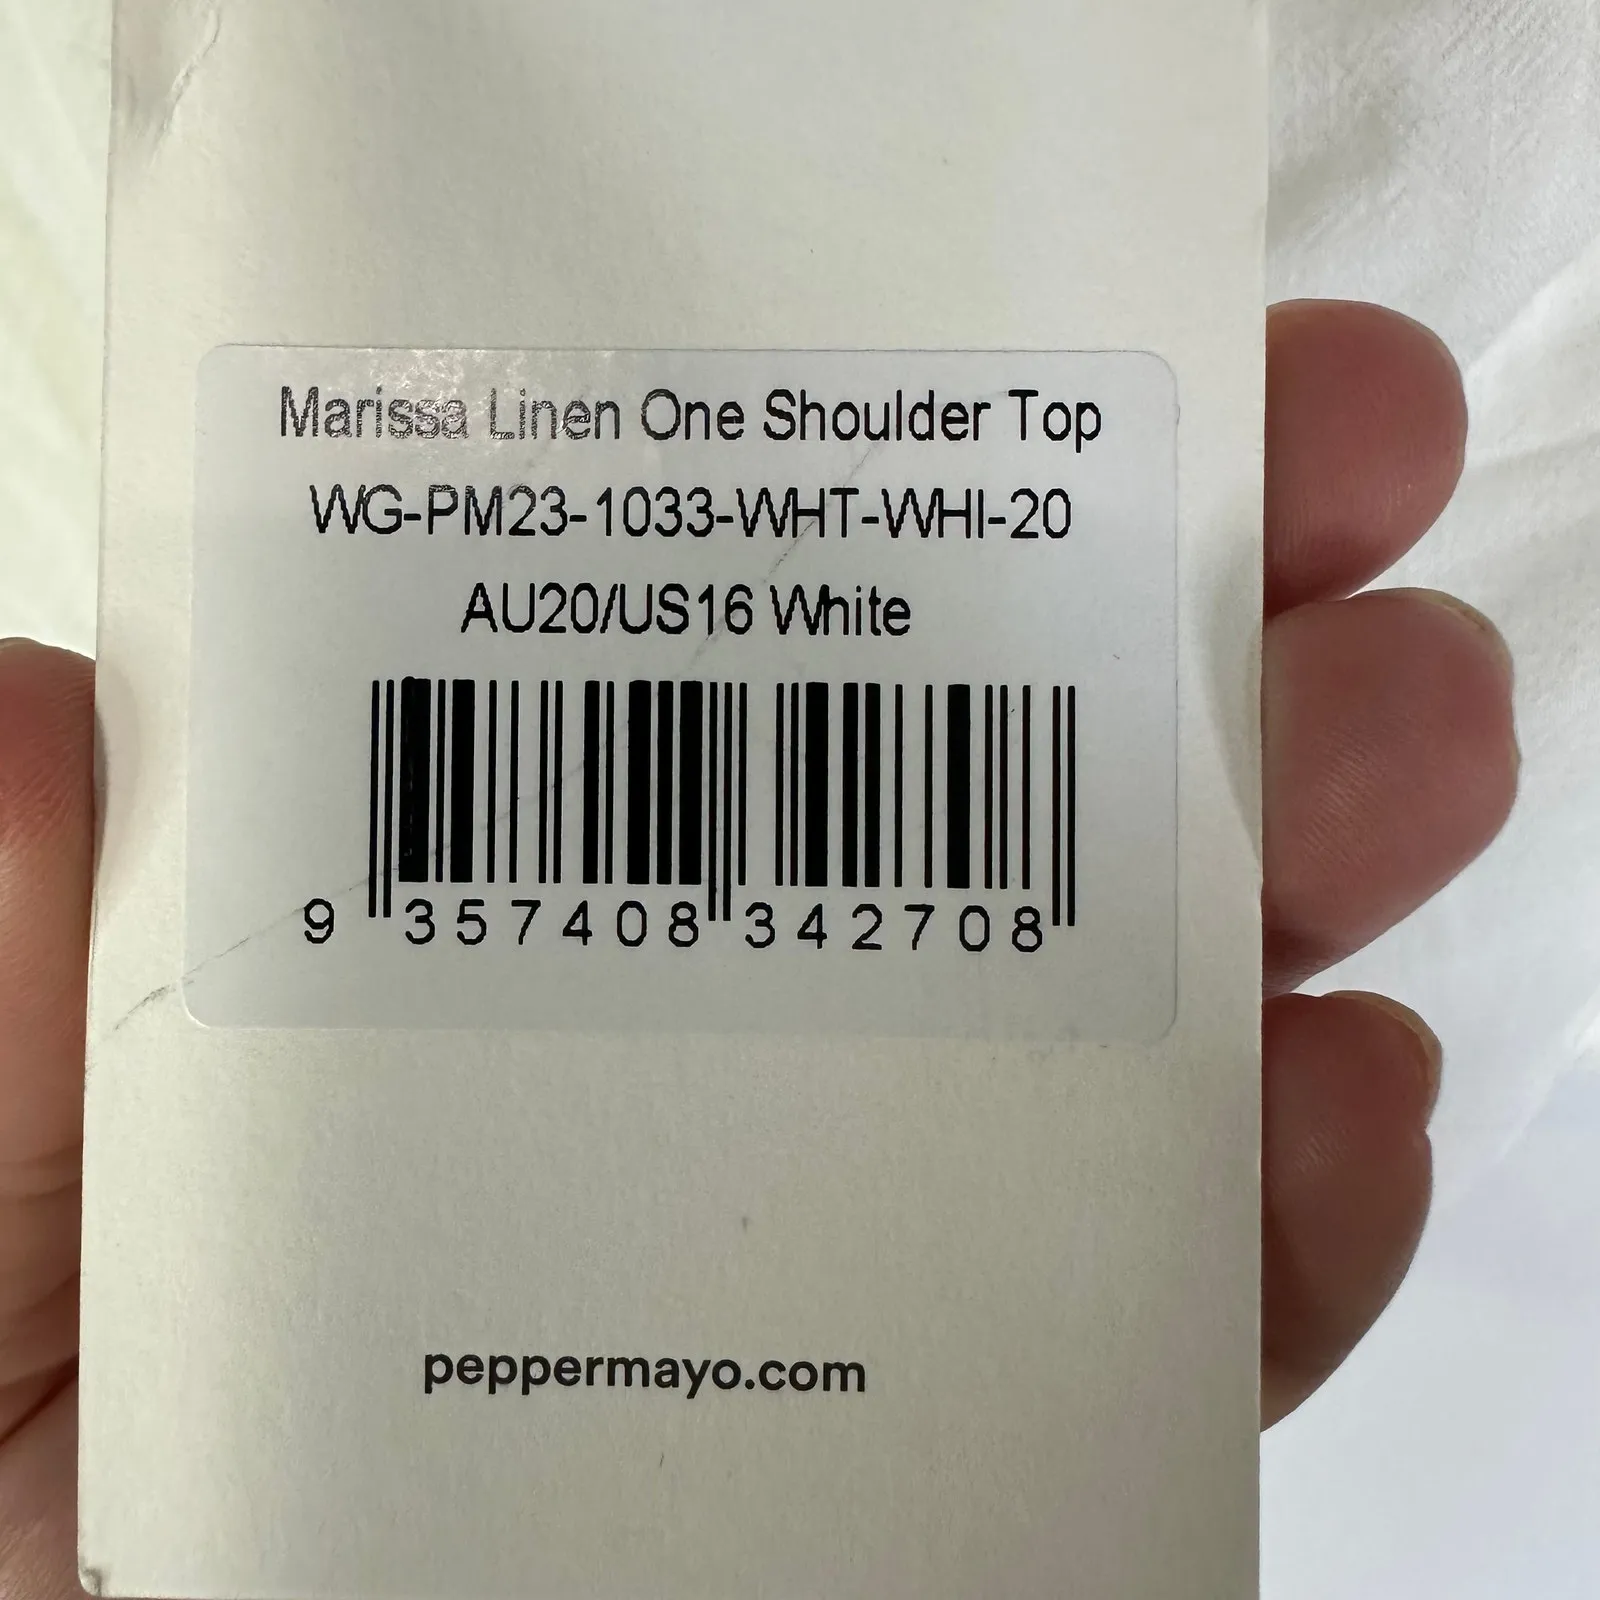 Marissa Linen One Shoulder Top
WG-PM23-1033-WHT-WHI-20
AU20/US16 White
9 357408 342708
peppermayo.com